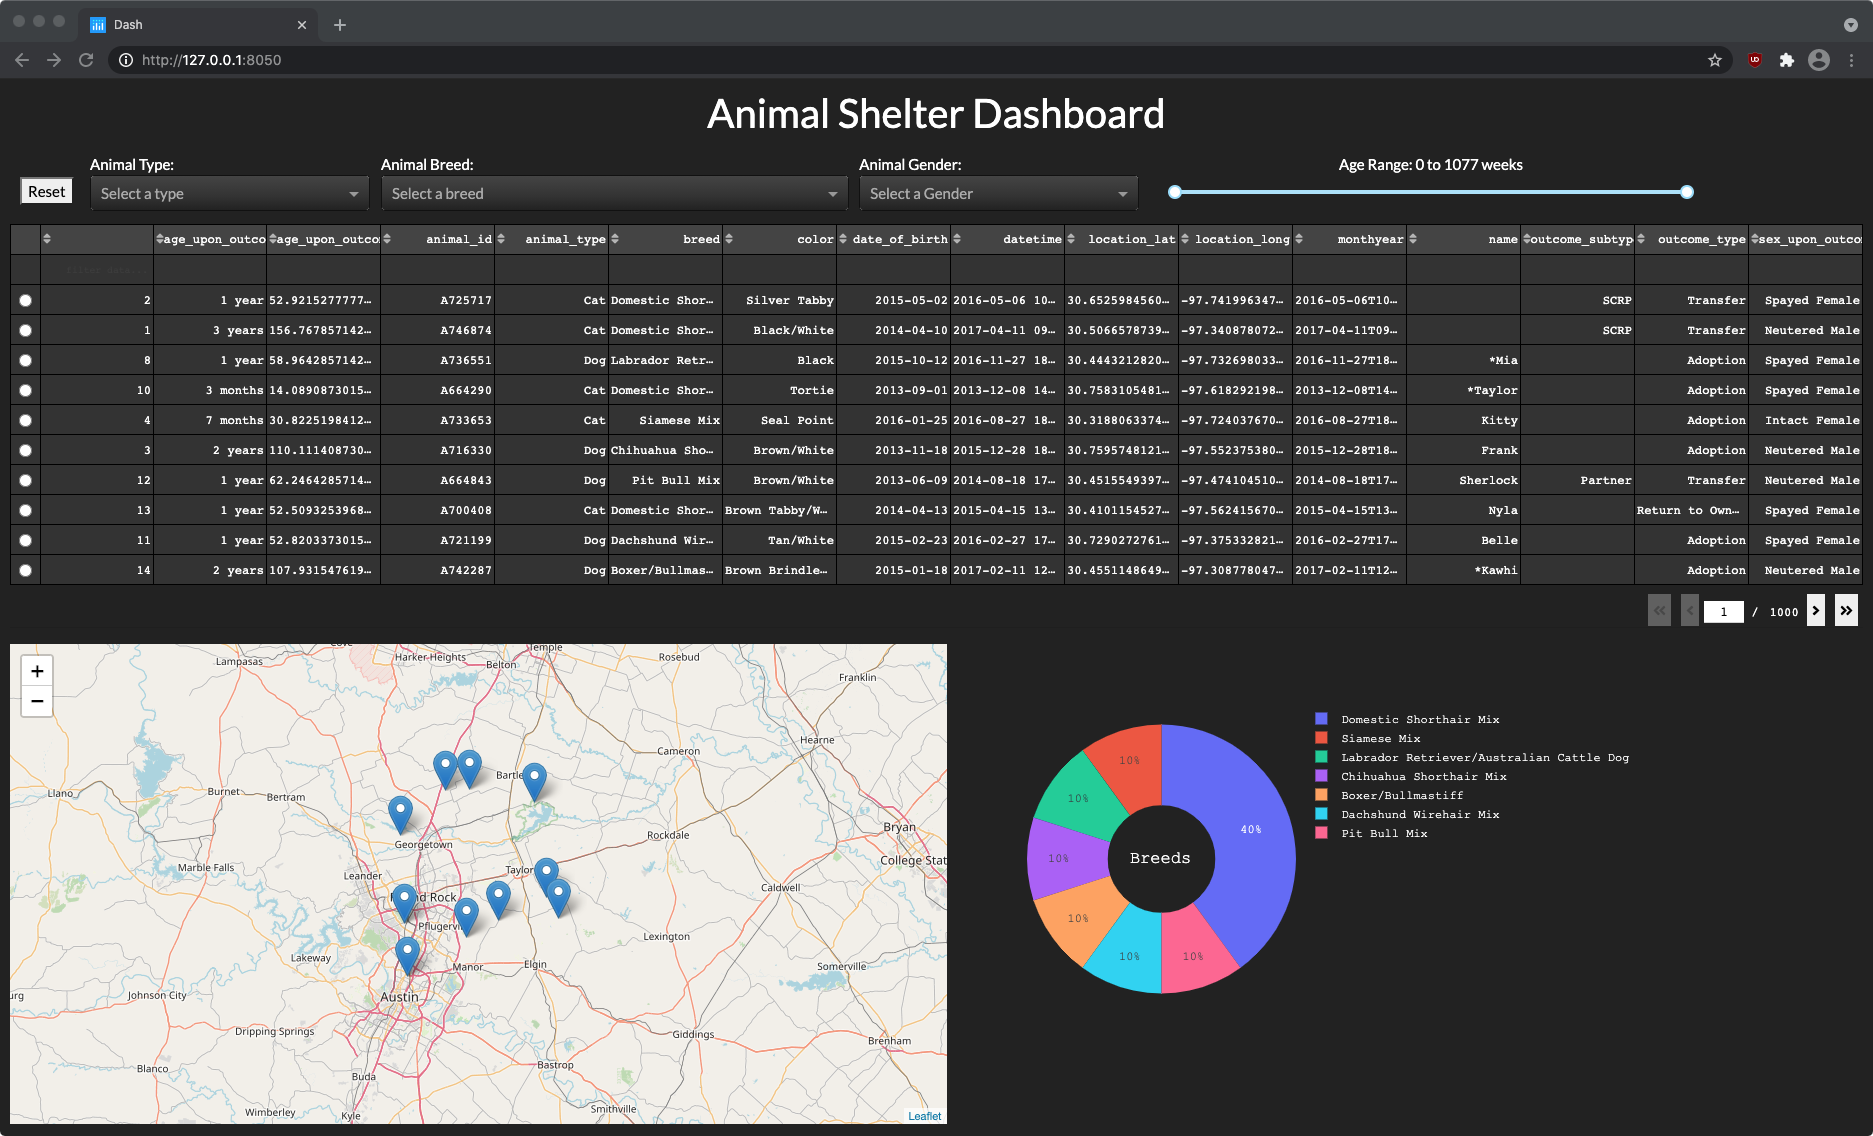 Dash
http://127.0.0.1:8050
Animal Shelter Dashboard
Reset
Animal Type:
Select a type
Animal Breed:
Select a breed
Animal Gender:
Select a Gender
Age Range: 0 to 1077 weeks
age_upon_outco age_upon_outcor animal_id animal_type breed color date_of_birth datetime location_lat location_long monthyear name outcome_subtyp outcome_type sex_upon_outco
filter data...
2 1 year 52.9215277777… A725717 Cat Domestic Shor… Silver Tabby 2015-05-02 2016-05-06 10… 30.6525984560… -97.741996347… 2016-05-06T10… SCRP Transfer Spayed Female
1 3 years 156.767857142… A746874 Cat Domestic Shor… Black/White 2014-04-10 2017-04-11 09… 30.5066578739… -97.340878072… 2017-04-11T09… SCRP Transfer Neutered Male
8 1 year 58.9642857142… A736551 Dog Labrador Retr… Black 2015-10-12 2016-11-27 18… 30.4443212820… -97.732698033… 2016-11-27T18… *Mia Adoption Spayed Female
10 3 months 14.0890873015… A664290 Cat Domestic Shor… Tortie 2013-09-01 2013-12-08 14… 30.7583105481… -97.618292198… 2013-12-08T14… *Taylor Adoption Spayed Female
4 7 months 30.8225198412… A733653 Cat Siamese Mix Seal Point 2016-01-25 2016-08-27 18… 30.3188063374… -97.724037670… 2016-08-27T18… Kitty Adoption Intact Female
3 2 years 110.111408730… A716330 Dog Chihuahua Sho… Brown/White 2013-11-18 2015-12-28 18… 30.7595748121… -97.552375380… 2015-12-28T18… Frank Adoption Neutered Male
12 1 year 62.2464285714… A664843 Dog Pit Bull Mix Brown/White 2013-06-09 2014-08-18 17… 30.4515549397… -97.474104510… 2014-08-18T17… Sherlock Partner Transfer Neutered Male
13 1 year 52.5093253968… A700408 Cat Domestic Shor… Brown Tabby/W… 2014-04-13 2015-04-15 13… 30.4101154527… -97.562415670… 2015-04-15T13… Nyla Return to Own… Spayed Female
11 1 year 52.8203373015… A721199 Dog Dachshund Wir… Tan/White 2015-02-23 2016-02-27 17… 30.7290272761… -97.375332821… 2016-02-27T17… Belle Adoption Spayed Female
14 2 years 107.931547619… A742287 Dog Boxer/Bullmas… Brown Brindle… 2015-01-18 2017-02-11 12… 30.4551148649… -97.308778047… 2017-02-11T12… *Kawhi Adoption Neutered Male
« ‹ 1 / 1000 › »
+
−
Temple
Lampasas
Harker Heights
Belton
Rosebud
Franklin
Hearne
Cameron
Bartle
Llano
Burnet
Bertram
Rockdale
Bryan
Georgetown
College Stat
Marble Falls
Leander
Taylor
Caldwell
nd Rock
Pflugervi
Lexington
Lakeway
Manor
Elgin
Somerville
urg
Johnson City
Austin
Dripping Springs
Giddings
Brenham
Blanco
Bastrop
Buda
Smithville
Wimberley
Kyle
Leaflet
10%
40%
10%
10%
10%
10%
10%
Breeds
Domestic Shorthair Mix
Siamese Mix
Labrador Retriever/Australian Cattle Dog
Chihuahua Shorthair Mix
Boxer/Bullmastiff
Dachshund Wirehair Mix
Pit Bull Mix